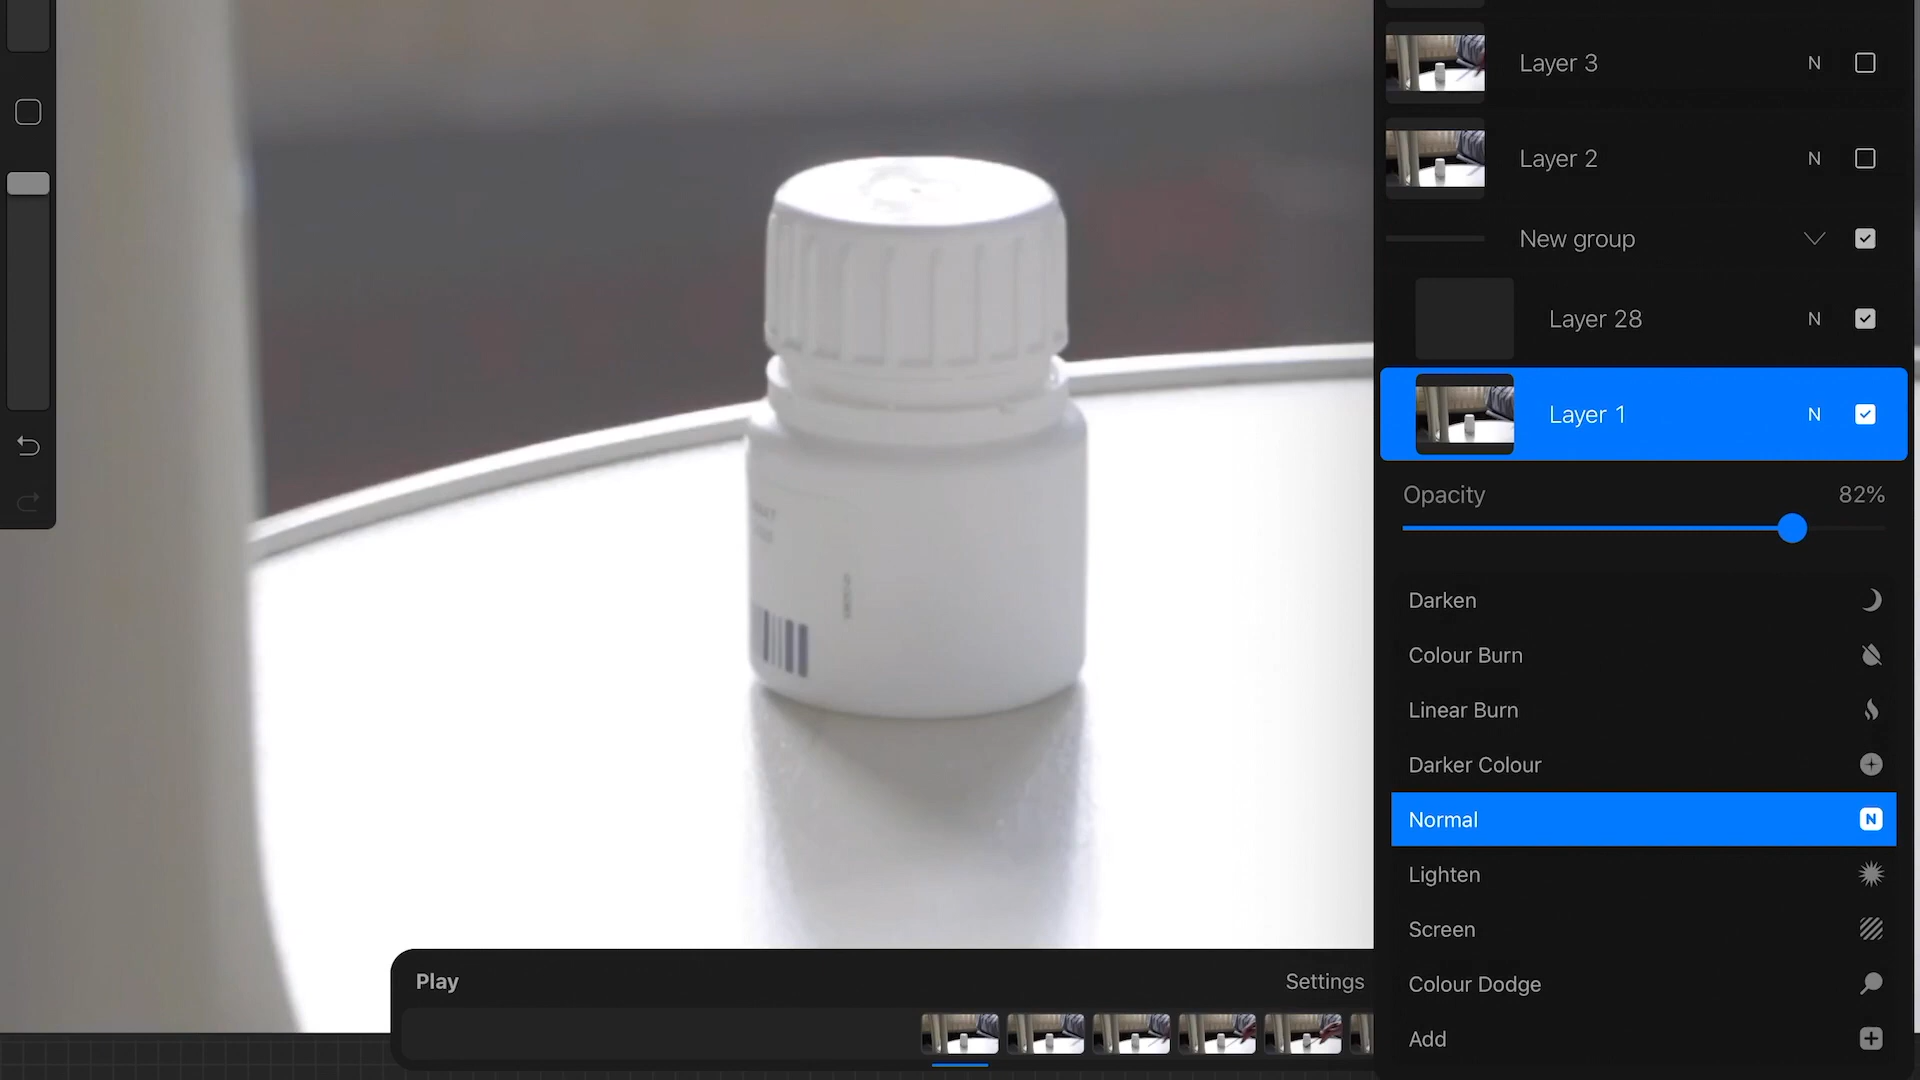 Layer 3 N
Layer 2 N
New group
Layer 28 N
Layer 1 N
Opacity 82%
Darken
Colour Burn
Linear Burn
Darker Colour
Normal N
Lighten
Screen
Colour Dodge
Add
Play Settings